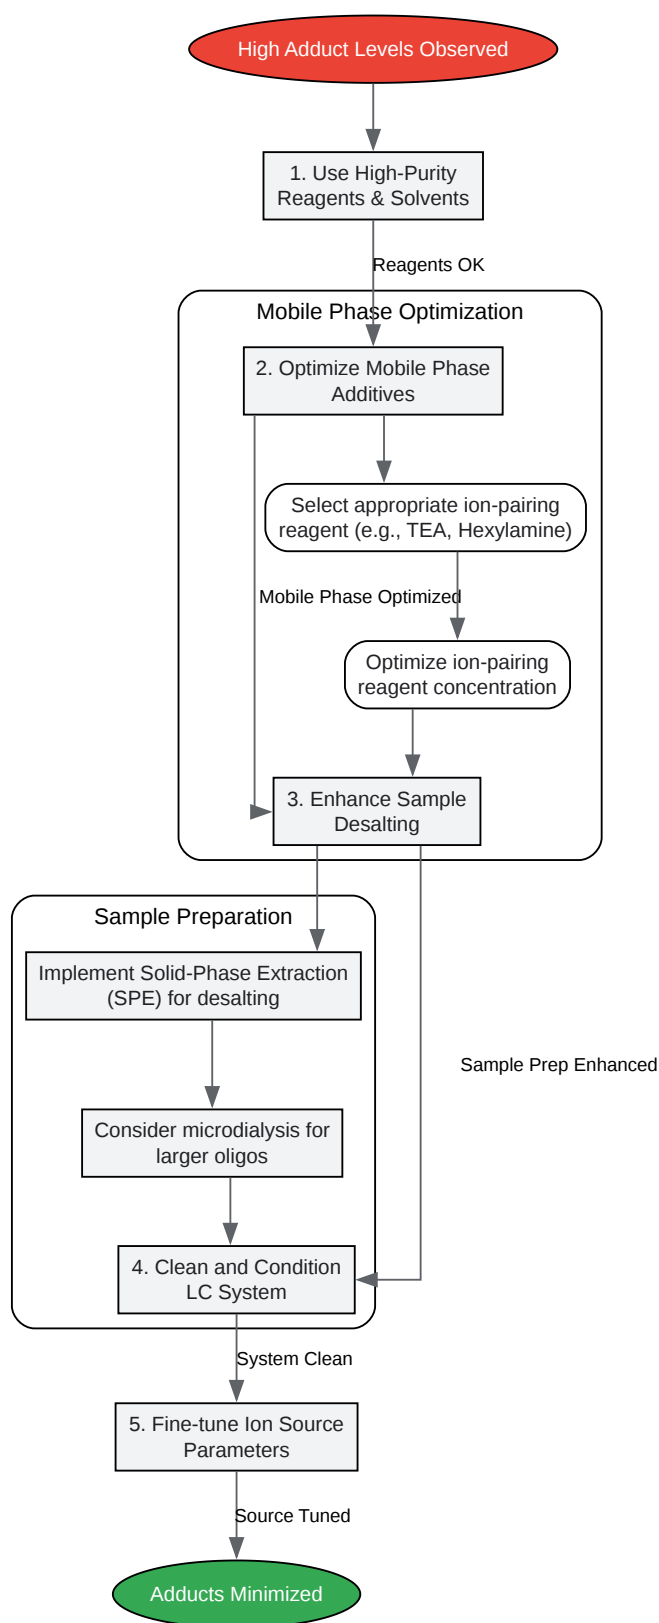 High Adduct Levels Observed
1. Use High-Purity
Reagents & Solvents
Reagents OK
Mobile Phase Optimization
2. Optimize Mobile Phase
Additives
Select appropriate ion-pairing
reagent (e.g., TEA, Hexylamine)
Mobile Phase Optimized
Optimize ion-pairing
reagent concentration
3. Enhance Sample
Desalting
Sample Preparation
Implement Solid-Phase Extraction
(SPE) for desalting
Sample Prep Enhanced
Consider microdialysis for
larger oligos
4. Clean and Condition
LC System
System Clean
5. Fine-tune Ion Source
Parameters
Source Tuned
Adducts Minimized